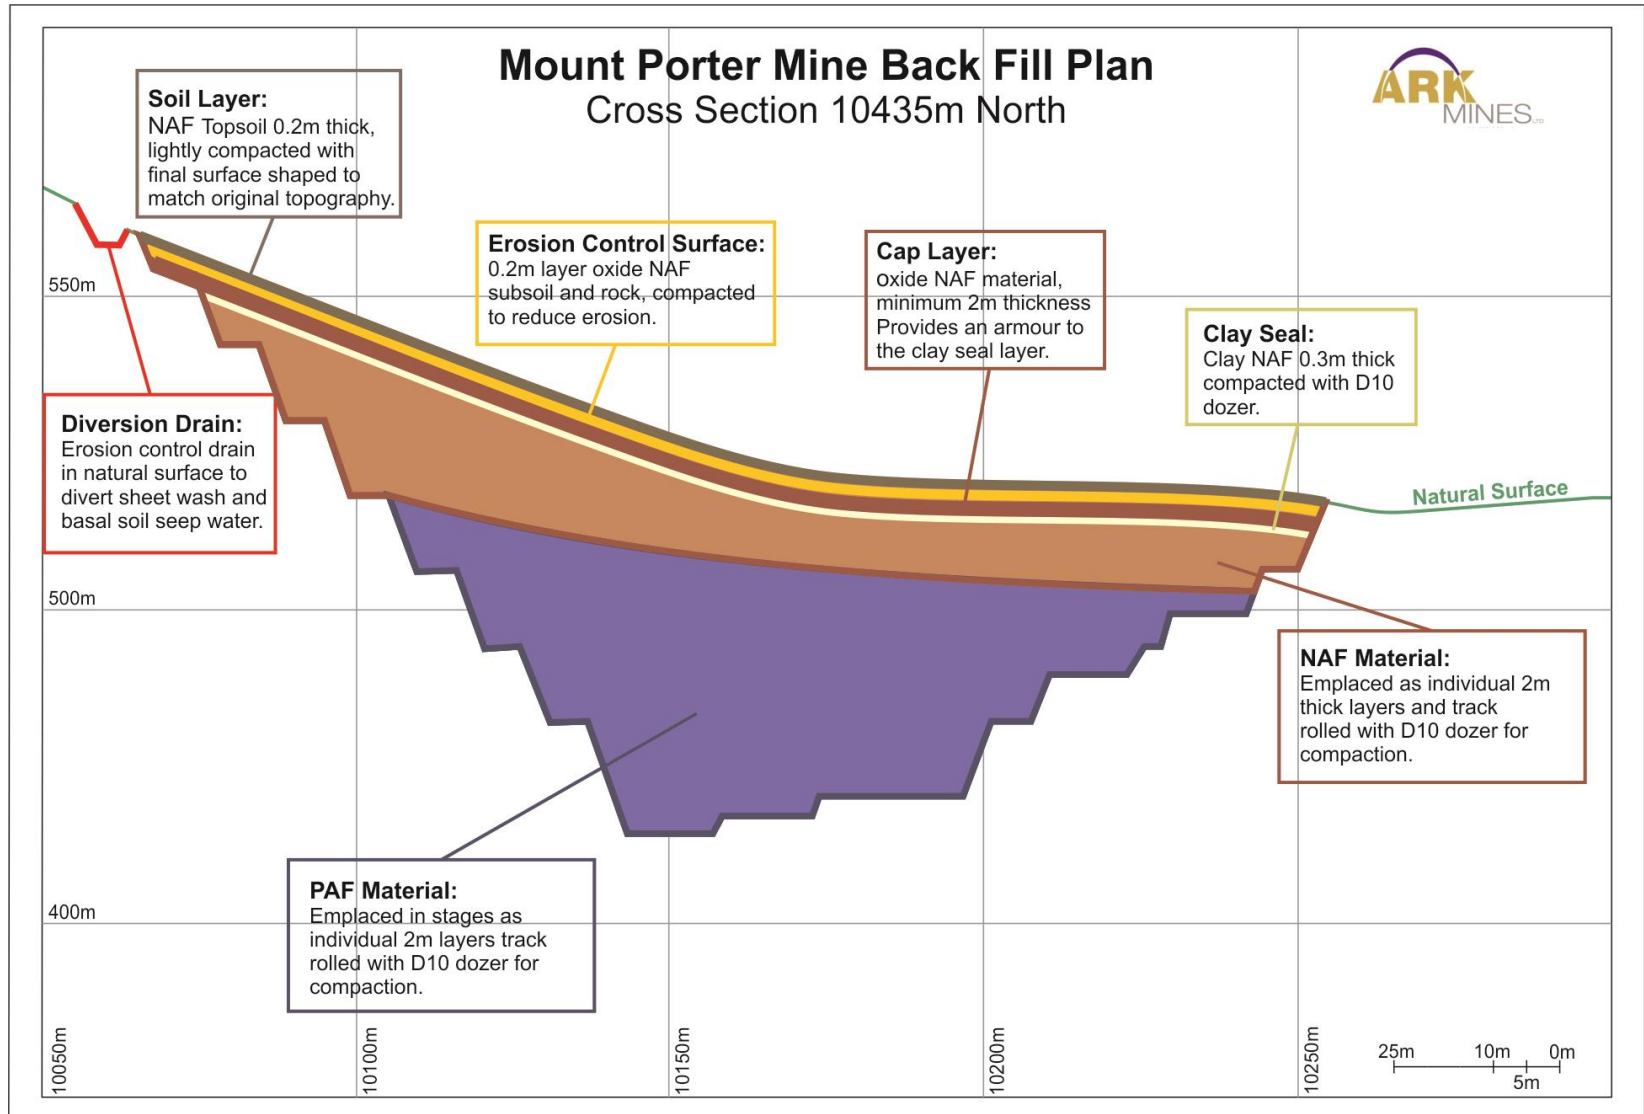 Mount Porter Mine Back Fill Plan
Cross Section 10435m North
ARK
MINES LTD
Soil Layer:
NAF Topsoil 0.2m thick,
lightly compacted with
final surface shaped to
match original topography.
Erosion Control Surface:
0.2m layer oxide NAF
subsoil and rock, compacted
to reduce erosion.
Cap Layer:
oxide NAF material,
minimum 2m thickness
Provides an armour to
the clay seal layer.
Clay Seal:
Clay NAF 0.3m thick
compacted with D10
dozer.
550m
Diversion Drain:
Erosion control drain
in natural surface to
divert sheet wash and
basal soil seep water.
Natural Surface
500m
NAF Material:
Emplaced as individual 2m
thick layers and track
rolled with D10 dozer for
compaction.
PAF Material:
Emplaced in stages as
individual 2m layers track
rolled with D10 dozer for
compaction.
400m
10050m
10100m
10150m
10200m
10250m
25m 10m 0m
5m